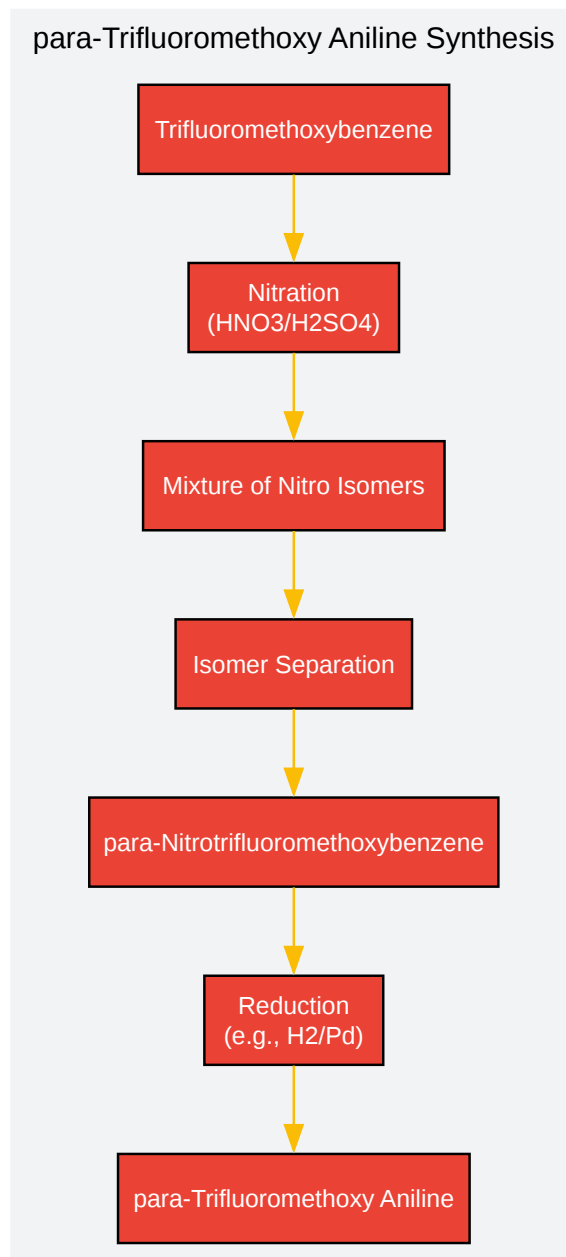 para-Trifluoromethoxy Aniline Synthesis
Trifluoromethoxybenzene
Nitration
(HNO3/H2SO4)
Mixture of Nitro Isomers
Isomer Separation
para-Nitrotrifluoromethoxybenzene
Reduction
(e.g., H2/Pd)
para-Trifluoromethoxy Aniline